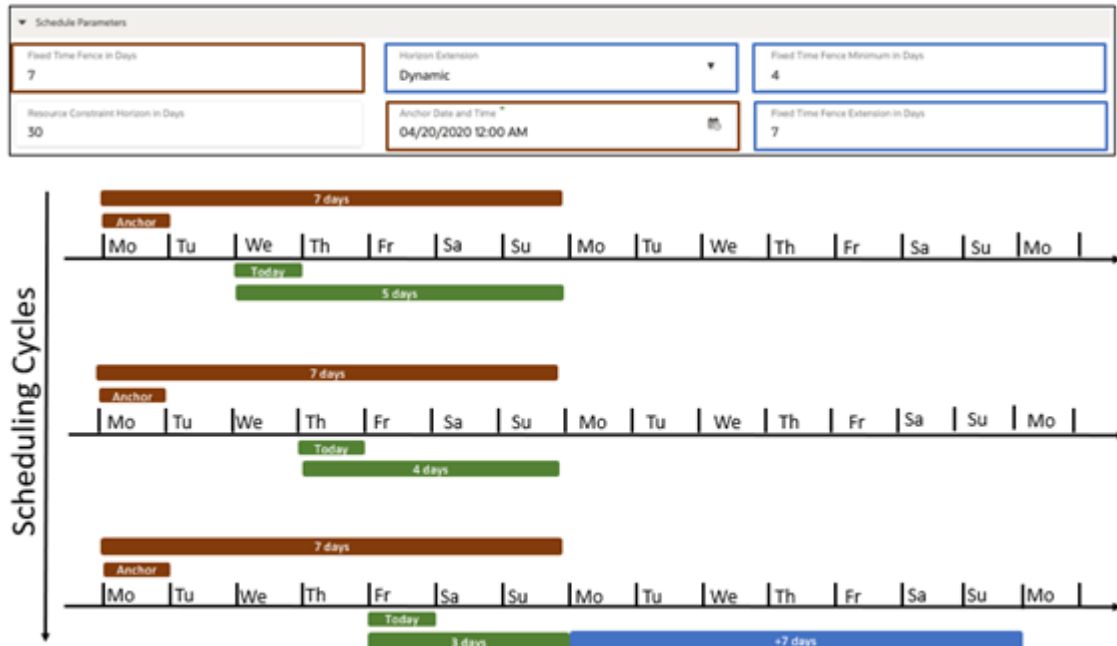 Schedule Parameters
Fixed Time Fence in Days
7
Horizon Extension
Dynamic
Fixed Time Fence Minimum in Days
4
Resource Constraint Horizon in Days
30
Anchor Date and Time *
04/20/2020 12:00 AM
Fixed Time Fence Extension in Days
7
Scheduling Cycles
7 days
Anchor
Mo Tu We Th Fr Sa Su Mo Tu We Th Fr Sa Su Mo
Today
5 days
7 days
Anchor
Mo Tu We Th Fr Sa Su Mo Tu We Th Fr Sa Su Mo
Today
4 days
7 days
Anchor
Mo Tu We Th Fr Sa Su Mo Tu We Th Fr Sa Su Mo
Today
3 days +7 days